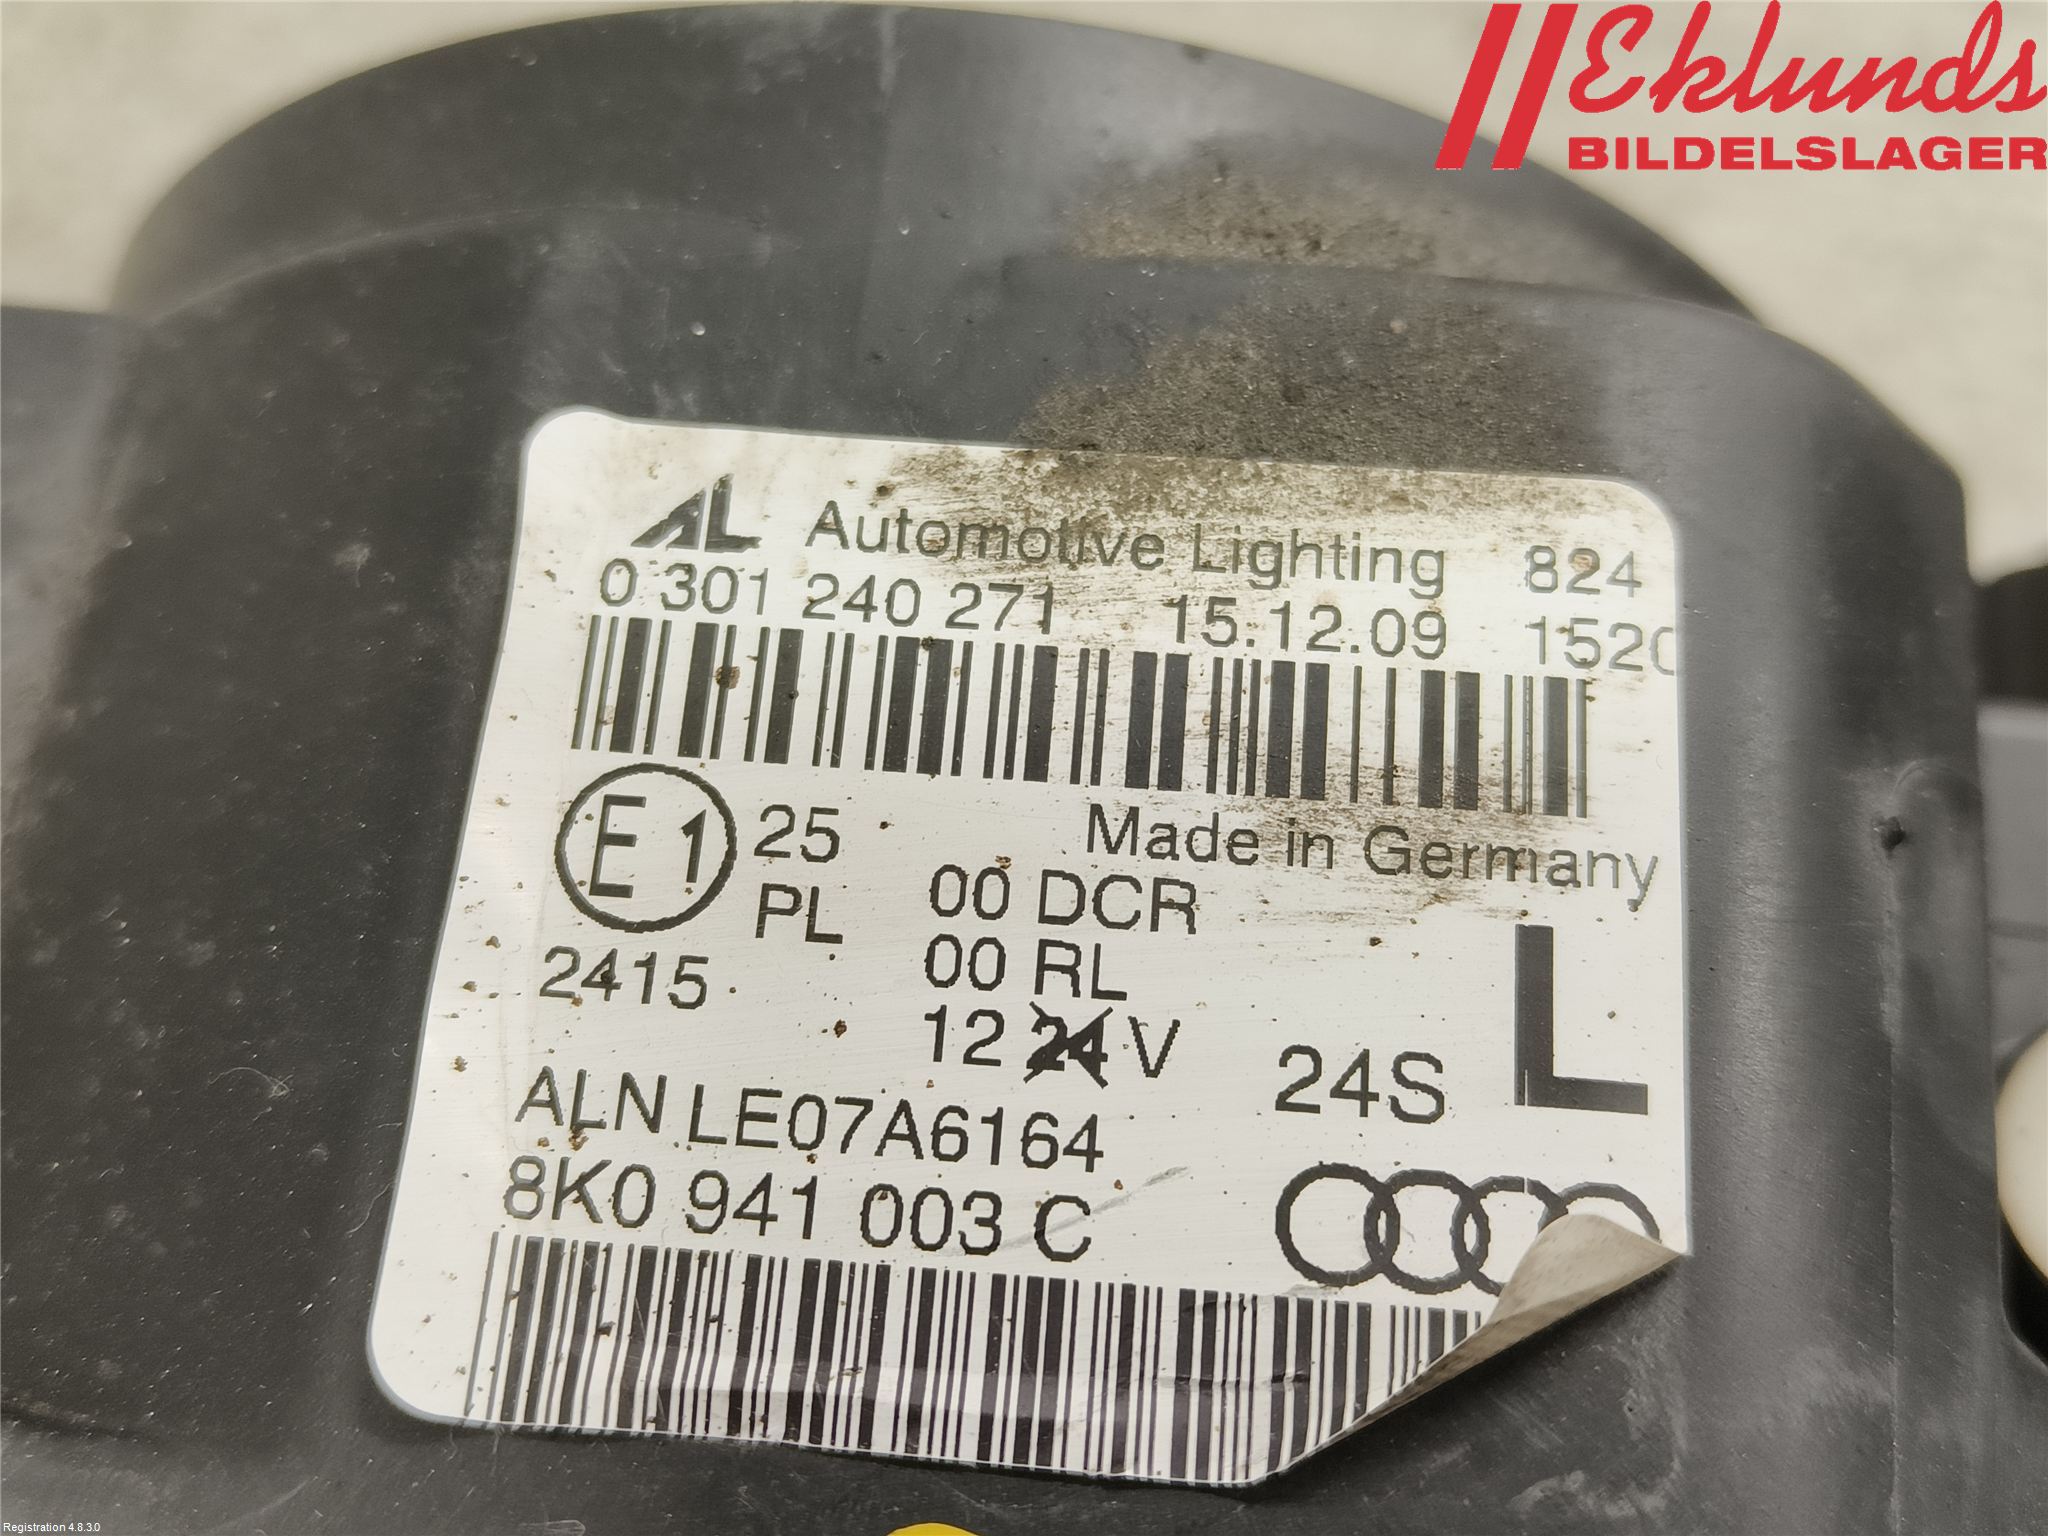 Eklunds
BILDELSLAGER
AL Automotive Lighting 824
0 301 240 271 15.12.09 1520
Made in Germany
E1 25 00 DCR
PL 00 RL
2415 12 24 V
24S L
ALN LE07A6164
8K0 941 003 C
Registration 4.8.3.0